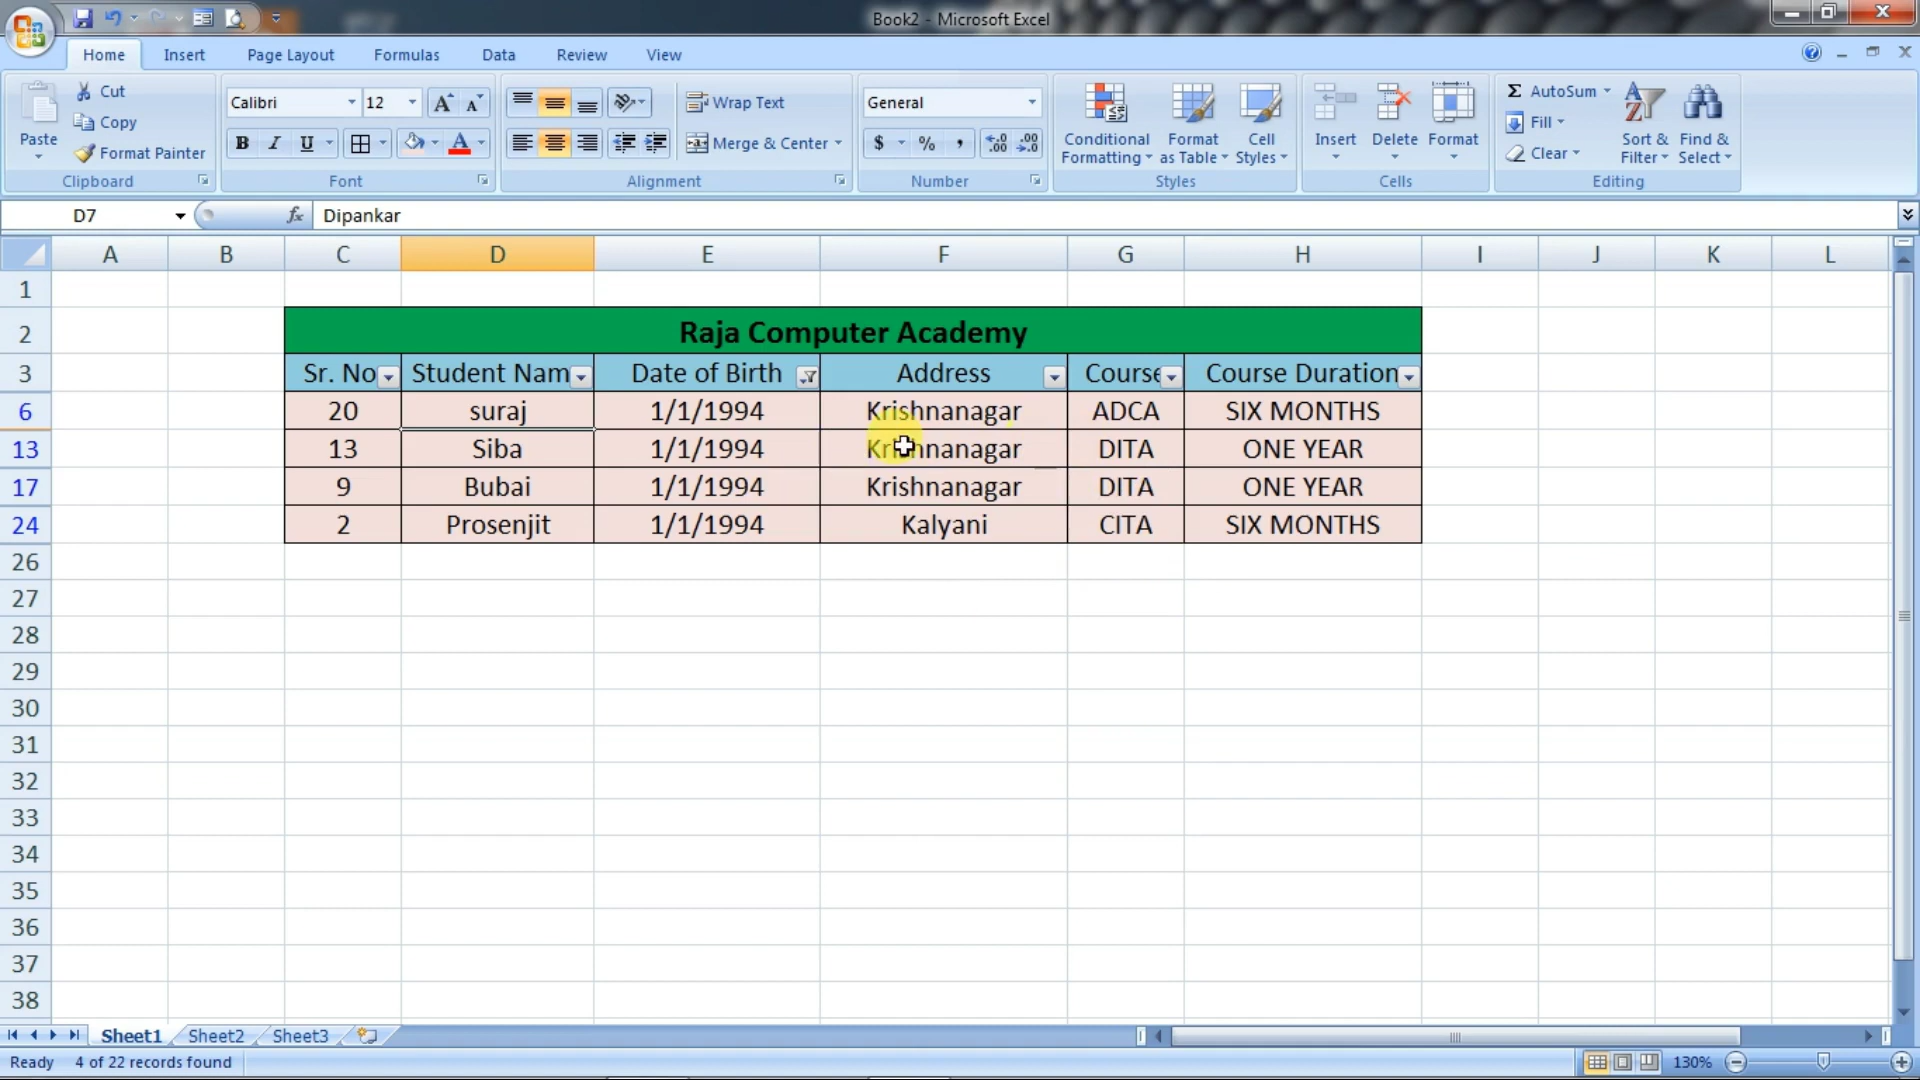 Book2 - Microsoft Excel
Home Insert Page Layout Formulas Data Review View
Paste
Cut
Copy
Format Painter
Clipboard
Calibri 12
B I U
Font
Wrap Text
Merge & Center
Alignment
General
$ % ,
Number
Conditional Formatting
Format as Table
Cell Styles
Styles
Insert
Delete
Format
Cells
Σ AutoSum
Fill
Clear
Sort & Filter
Find & Select
Editing
D7 fx Dipankar
A B C D E F G H I J K L
1
2 Raja Computer Academy
3 Sr. No Student Nam Date of Birth Address Course Course Duration
6 20 suraj 1/1/1994 Krishnanagar ADCA SIX MONTHS
13 13 Siba 1/1/1994 Krishnanagar DITA ONE YEAR
17 9 Bubai 1/1/1994 Krishnanagar DITA ONE YEAR
24 2 Prosenjit 1/1/1994 Kalyani CITA SIX MONTHS
26
27
28
29
30
31
32
33
34
35
36
37
38
Sheet1 Sheet2 Sheet3
Ready 4 of 22 records found 130%